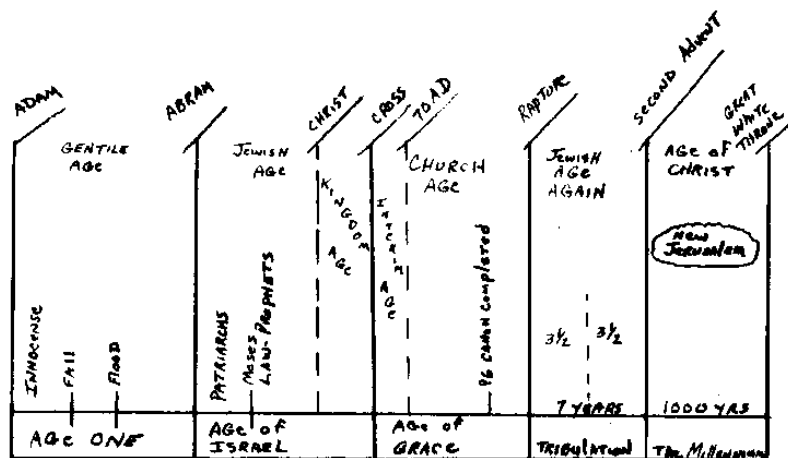 ADAM
ABRAM
CHRIST
CROSS
70 A.D
RAPTURE
SECOND ADVENT
GREAT
WHITE
THRONE
GENTILE
AGE
JEWISH
AGE
KINGDOM
AGE
INTERIM
AGE
CHURCH
AGE
JEWISH
AGE
AGAIN
AGE of
CHRIST
NEW
JERUSALEM
INNOCENSE
FALL
FLOOD
PATRIARCHS
MOSES
LAW-PROPHETS
96 CANON COMPLETED
3½
3½
7 YEARS
1000 YRS
AGE ONE
AGE of
ISRAEL
AGE of
GRACE
TRIBULATION
THE MILLENNIUM